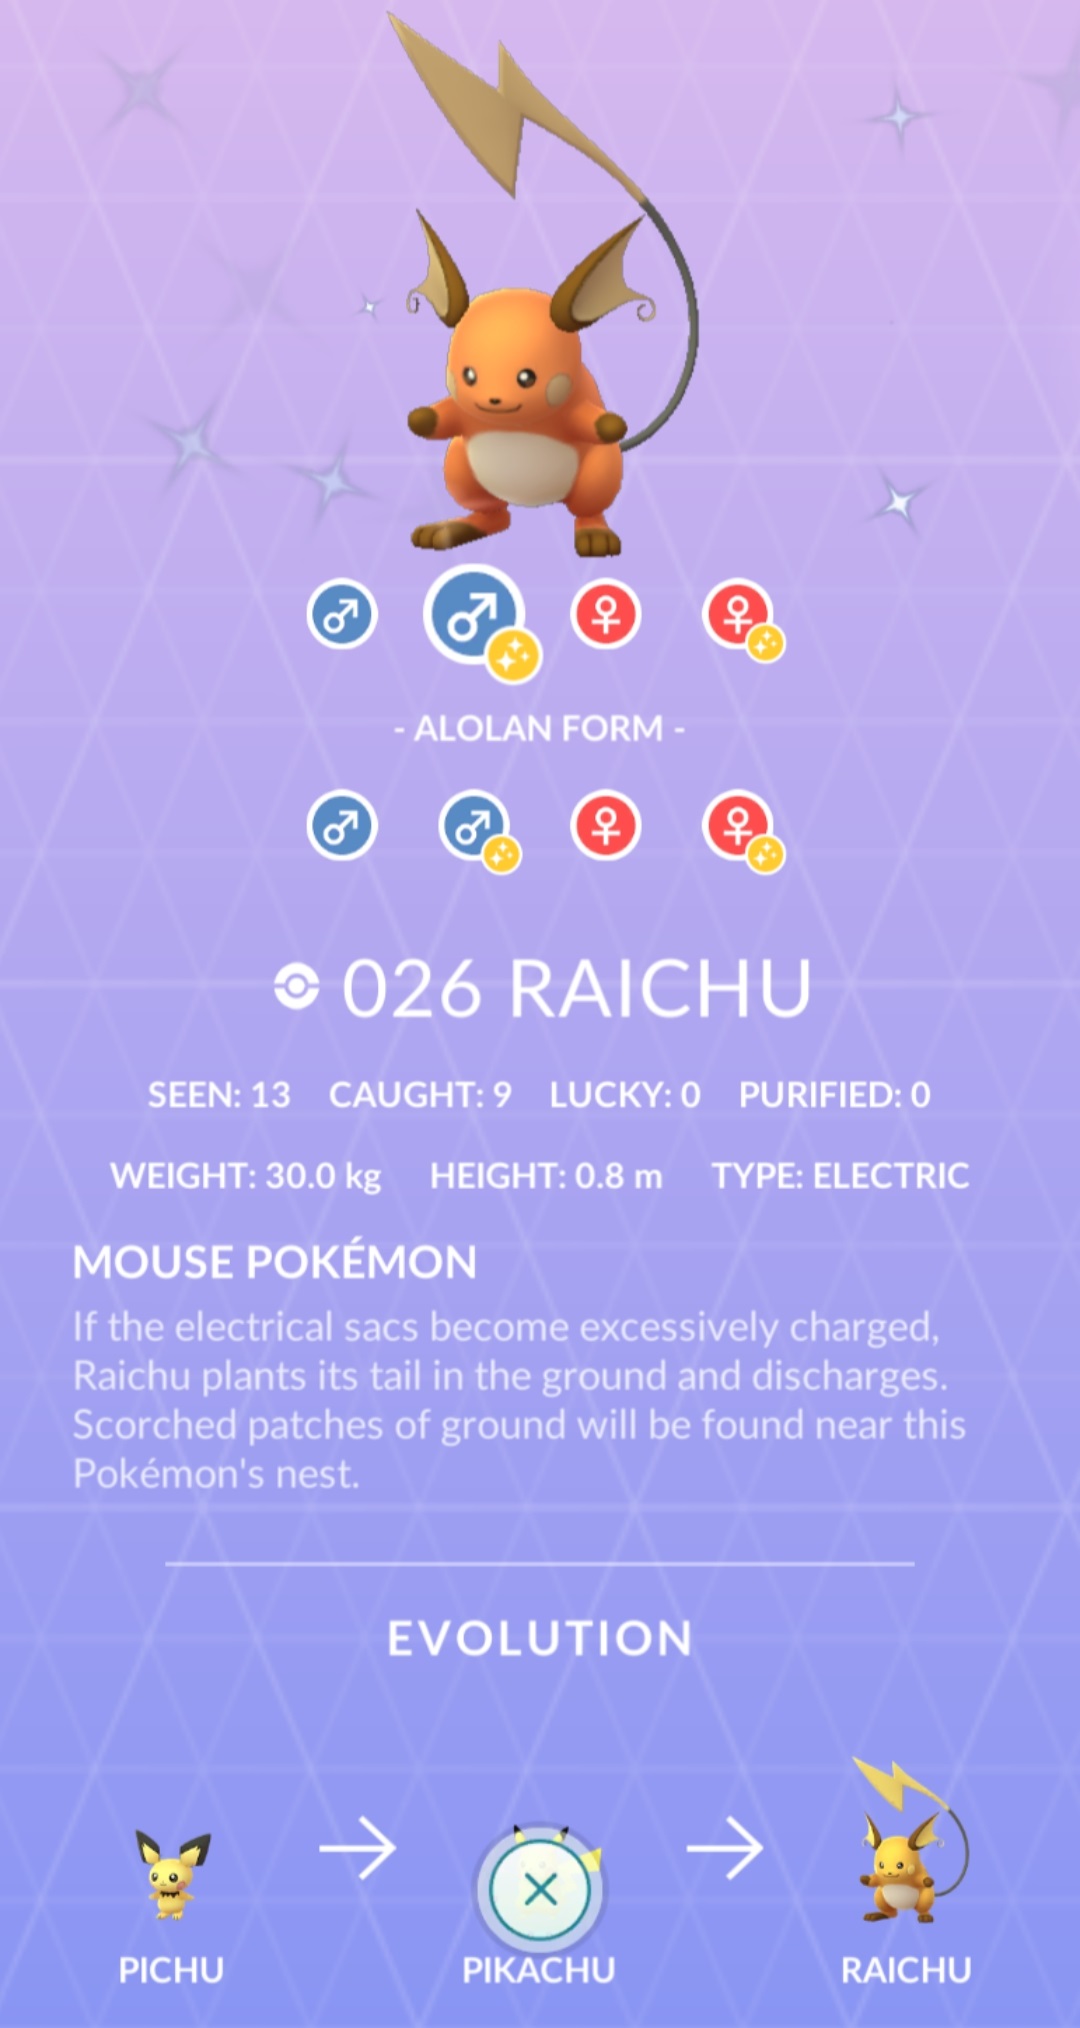 - ALOLAN FORM -
026 RAICHU
SEEN: 13 CAUGHT: 9 LUCKY: 0 PURIFIED: 0
WEIGHT: 30.0 kg HEIGHT: 0.8 m TYPE: ELECTRIC
MOUSE POKÉMON
If the electrical sacs become excessively charged,
Raichu plants its tail in the ground and discharges.
Scorched patches of ground will be found near this
Pokémon's nest.
EVOLUTION
PICHU PIKACHU RAICHU